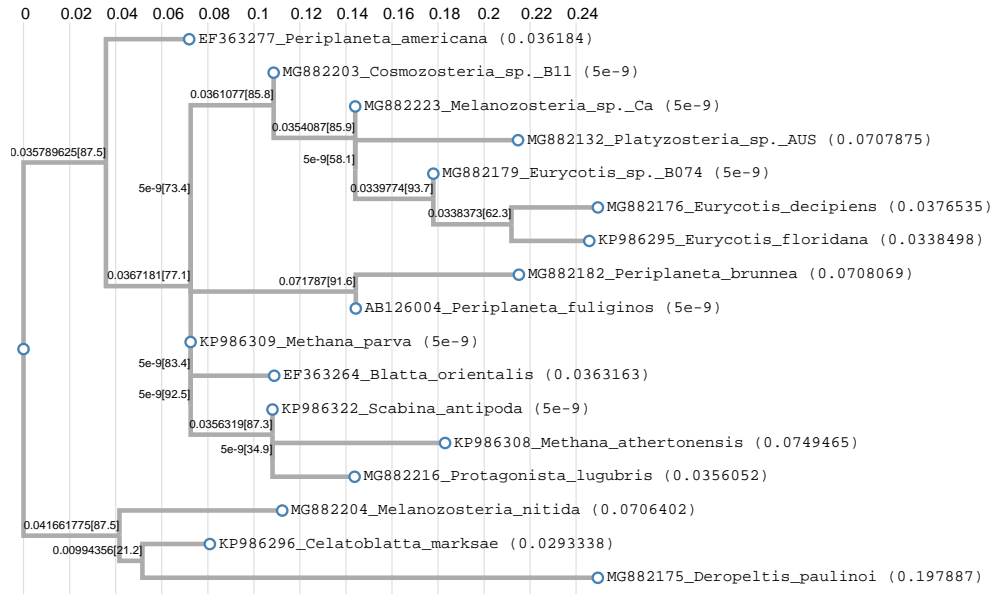 0 0.02 0.04 0.06 0.08 0.1 0.12 0.14 0.16 0.18 0.2 0.22 0.24
EF363277_Periplaneta_americana (0.036184)
MG882203_Cosmozosteria_sp._B11 (5e-9)
0.0361077[85.8]
MG882223_Melanozosteria_sp._Ca (5e-9)
0.0354087[85.9]
MG882132_Platyzosteria_sp._AUS (0.0707875)
0.035789625[87.5]
5e-9[58.1]
MG882179_Eurycotis_sp._B074 (5e-9)
5e-9[73.4]
0.0339774[93.7]
MG882176_Eurycotis_decipiens (0.0376535)
0.0338373[62.3]
KP986295_Eurycotis_floridana (0.0338498)
0.0367181[77.1]
MG882182_Periplaneta_brunnea (0.0708069)
0.071787[91.6]
AB126004_Periplaneta_fuliginos (5e-9)
KP986309_Methana_parva (5e-9)
5e-9[83.4]
EF363264_Blatta_orientalis (0.0363163)
5e-9[92.5]
KP986322_Scabina_antipoda (5e-9)
0.0356319[87.3]
KP986308_Methana_athertonensis (0.0749465)
5e-9[34.9]
MG882216_Protagonista_lugubris (0.0356052)
MG882204_Melanozosteria_nitida (0.0706402)
0.041661775[87.5]
KP986296_Celatoblatta_marksae (0.0293338)
0.00994356[21.2]
MG882175_Deropeltis_paulinoi (0.197887)